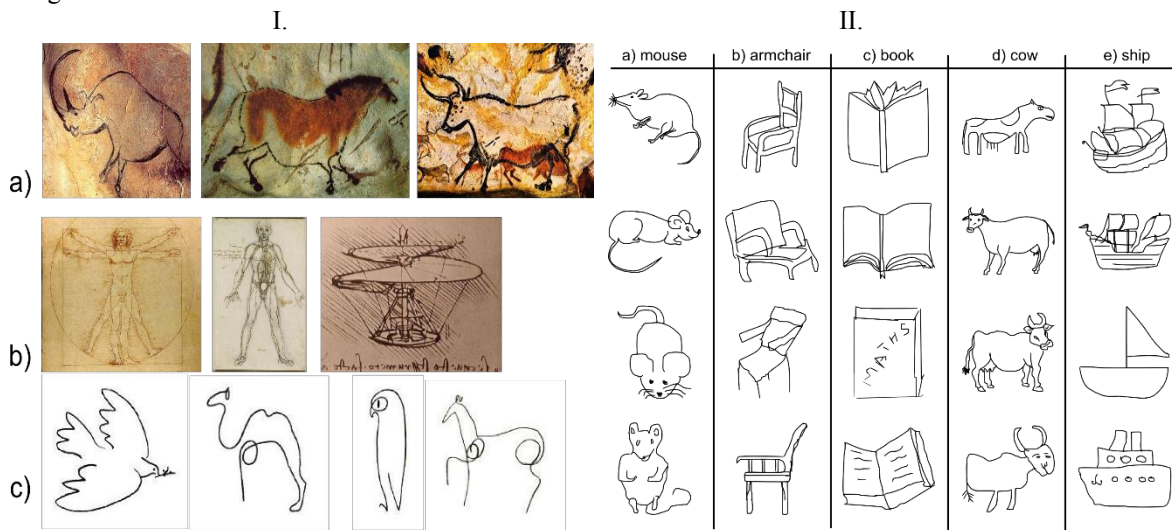 I.
II.
a) mouse
b) armchair
c) book
d) cow
e) ship
a)
b)
c)
MATHS